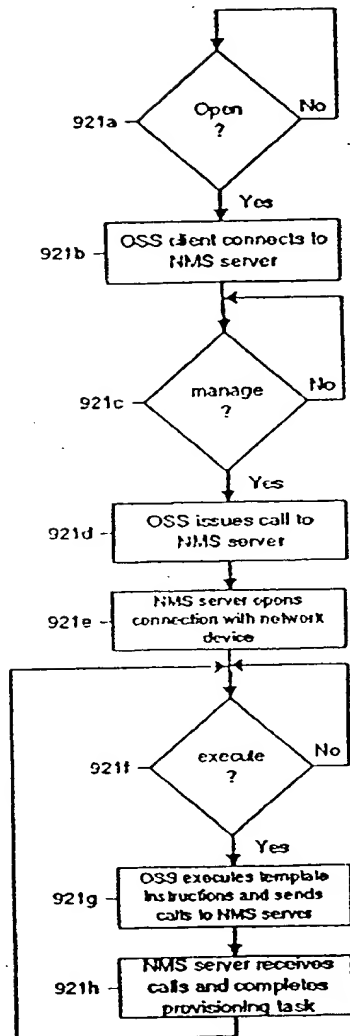 Open
?
No
921a
Yes
OSS client connects to
NMS server
921b
manage
?
No
921c
Yes
OSS issues call to
NMS server
921d
NMS server opens
connection with network
device
921e
execute
?
No
921f
Yes
OSS executes template
instructions and sends
calls to NMS server
921g
NMS server receives
calls and completes
provisioning task
921h